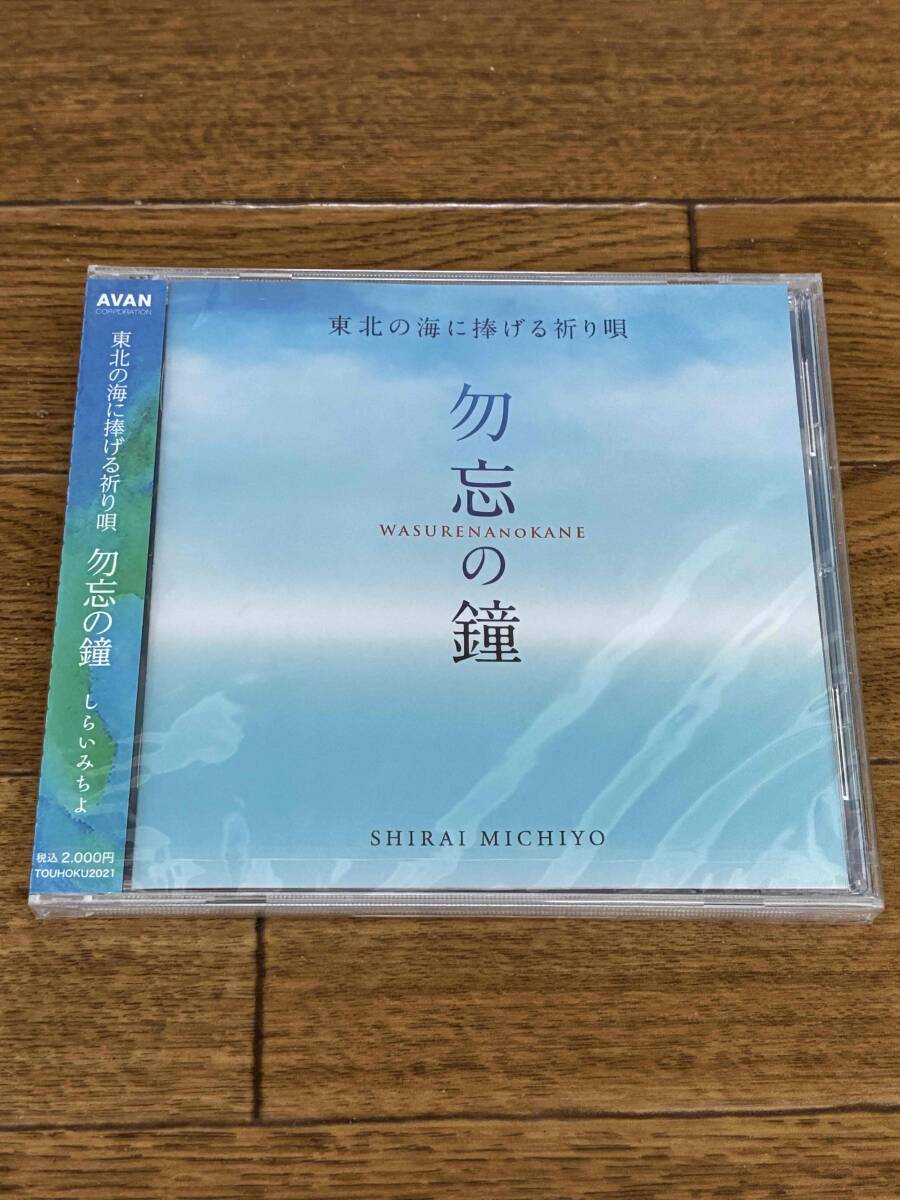 AVAN
CORPORATION
東北の海に捧げる祈り唄
勿忘の鐘
しらいみちよ
税込 2.000円
TOUHOKU2021
東北の海に捧げる祈り唄
勿忘の鐘
WASURENANOKANE
SHIRAI MICHIYO